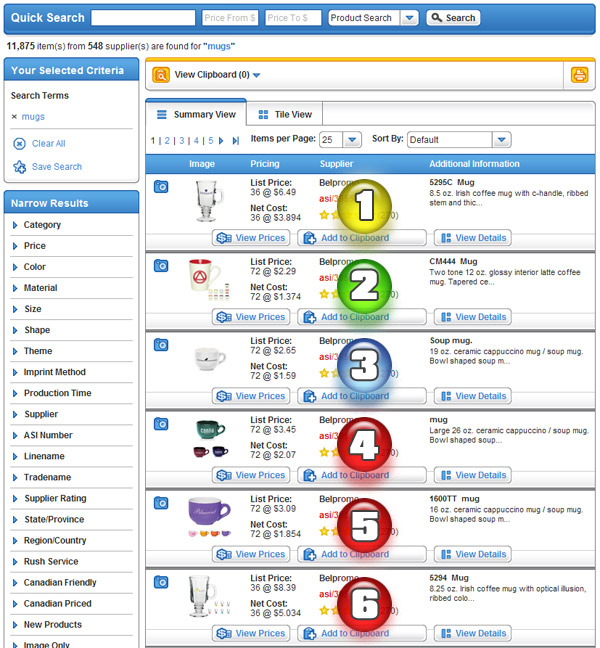 Quick Search Price From $ Price To $ Product Search Search
11,875 item(s) from 548 supplier(s) are found for "mugs"
Your Selected Criteria
Search Terms
× mugs
Clear All
Save Search
Narrow Results
Category
Price
Color
Material
Size
Shape
Theme
Imprint Method
Production Time
Supplier
ASI Number
Linename
Tradename
Supplier Rating
State/Province
Region/Country
Rush Service
Canadian Friendly
Canadian Priced
New Products
Image Only
View Clipboard (0)
Summary View Tile View
1 | 2 | 3 | 4 | 5 Items per Page: 25 Sort By: Default
Image Pricing Supplier Additional Information
List Price:
36 @ $6.49
Net Cost:
36 @ $3.894
Belpromo
asi/3
1
5295C Mug
8.5 oz. Irish coffee mug with c-handle, ribbed
stem and thic...
View Prices Add to Clipboard View Details
List Price:
72 @ $2.29
Net Cost:
72 @ $1.374
Belpromo
asi/3
2
CM444 Mug
Two tone 12 oz. glossy interior latte coffee
mug. Tapered ce...
View Prices Add to Clipboard View Details
List Price:
72 @ $2.65
Net Cost:
72 @ $1.59
Belpromo
asi/3
3
Soup mug.
19 oz. ceramic cappuccino mug / soup mug.
Bowl shaped soup m...
View Prices Add to Clipboard View Details
List Price:
72 @ $3.45
Net Cost:
72 @ $2.07
Belpromo
asi/3
4
mug
Large 26 oz. ceramic cappuccino / soup mug.
Bowl shaped soup...
View Prices Add to Clipboard View Details
List Price:
72 @ $3.09
Net Cost:
72 @ $1.854
Belpromo
asi/3
5
1600TT mug
16 oz. ceramic cappuccino mug / soup mug.
Bowl shaped soup m...
View Prices Add to Clipboard View Details
List Price:
36 @ $8.39
Net Cost:
36 @ $5.034
Belpromo
asi/3
6
5294 Mug
8.25 oz. Irish coffee mug with optical illusion,
ribbed colo...
View Prices Add to Clipboard View Details